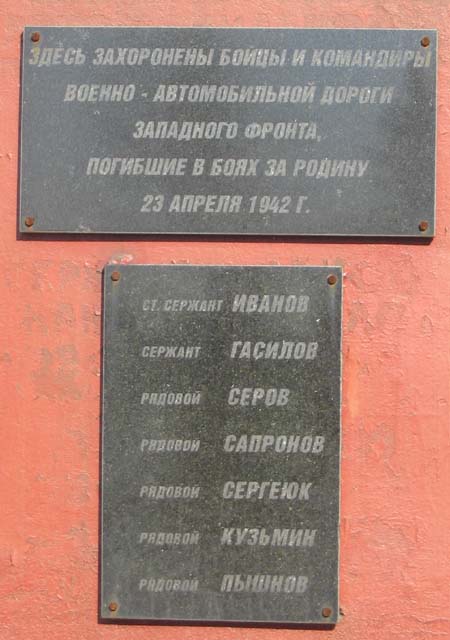 ЗДЕСЬ ЗАХОРОНЕНЫ БОЙЦЫ И КОМАНДИРЫ
ВОЕННО - АВТОМОБИЛЬНОЙ ДОРОГИ
ЗАПАДНОГО ФРОНТА,
ПОГИБШИЕ В БОЯХ ЗА РОДИНУ
23 АПРЕЛЯ 1942 Г.
СТ. СЕРЖАНТ ИВАНОВ
СЕРЖАНТ ГАСИЛОВ
РЯДОВОЙ СЕРОВ
РЯДОВОЙ САПРОНОВ
РЯДОВОЙ СЕРГЕЮК
РЯДОВОЙ КУЗЬМИН
РЯДОВОЙ ПЫШНОВ